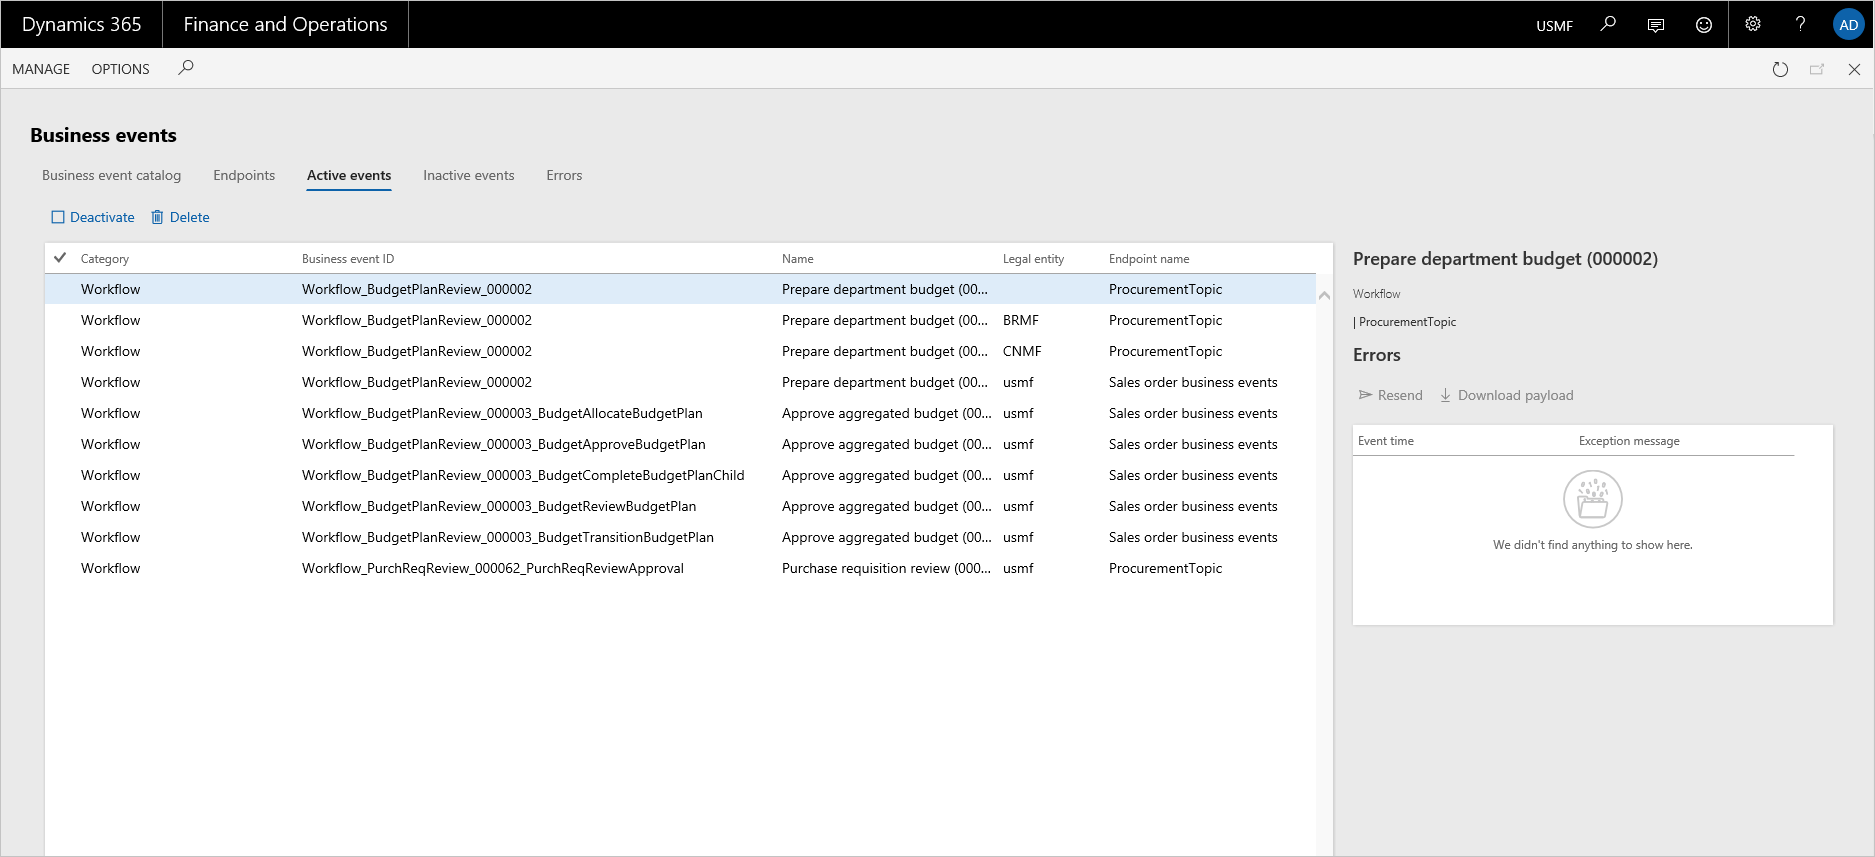 Dynamics 365 Finance and Operations USMF ? AD
MANAGE OPTIONS
Business events
Business event catalog Endpoints Active events Inactive events Errors
Deactivate Delete
Category Business event ID Name Legal entity Endpoint name
Workflow Workflow_BudgetPlanReview_000002 Prepare department budget (00... ProcurementTopic
Workflow Workflow_BudgetPlanReview_000002 Prepare department budget (00... BRMF ProcurementTopic
Workflow Workflow_BudgetPlanReview_000002 Prepare department budget (00... CNMF ProcurementTopic
Workflow Workflow_BudgetPlanReview_000002 Prepare department budget (00... usmf Sales order business events
Workflow Workflow_BudgetPlanReview_000003_BudgetAllocateBudgetPlan Approve aggregated budget (00... usmf Sales order business events
Workflow Workflow_BudgetPlanReview_000003_BudgetApproveBudgetPlan Approve aggregated budget (00... usmf Sales order business events
Workflow Workflow_BudgetPlanReview_000003_BudgetCompleteBudgetPlanChild Approve aggregated budget (00... usmf Sales order business events
Workflow Workflow_BudgetPlanReview_000003_BudgetReviewBudgetPlan Approve aggregated budget (00... usmf Sales order business events
Workflow Workflow_BudgetPlanReview_000003_BudgetTransitionBudgetPlan Approve aggregated budget (00... usmf Sales order business events
Workflow Workflow_PurchReqReview_000062_PurchReqReviewApproval Purchase requisition review (000... usmf ProcurementTopic
Prepare department budget (000002)
Workflow
| ProcurementTopic
Errors
Resend Download payload
Event time Exception message
We didn't find anything to show here.